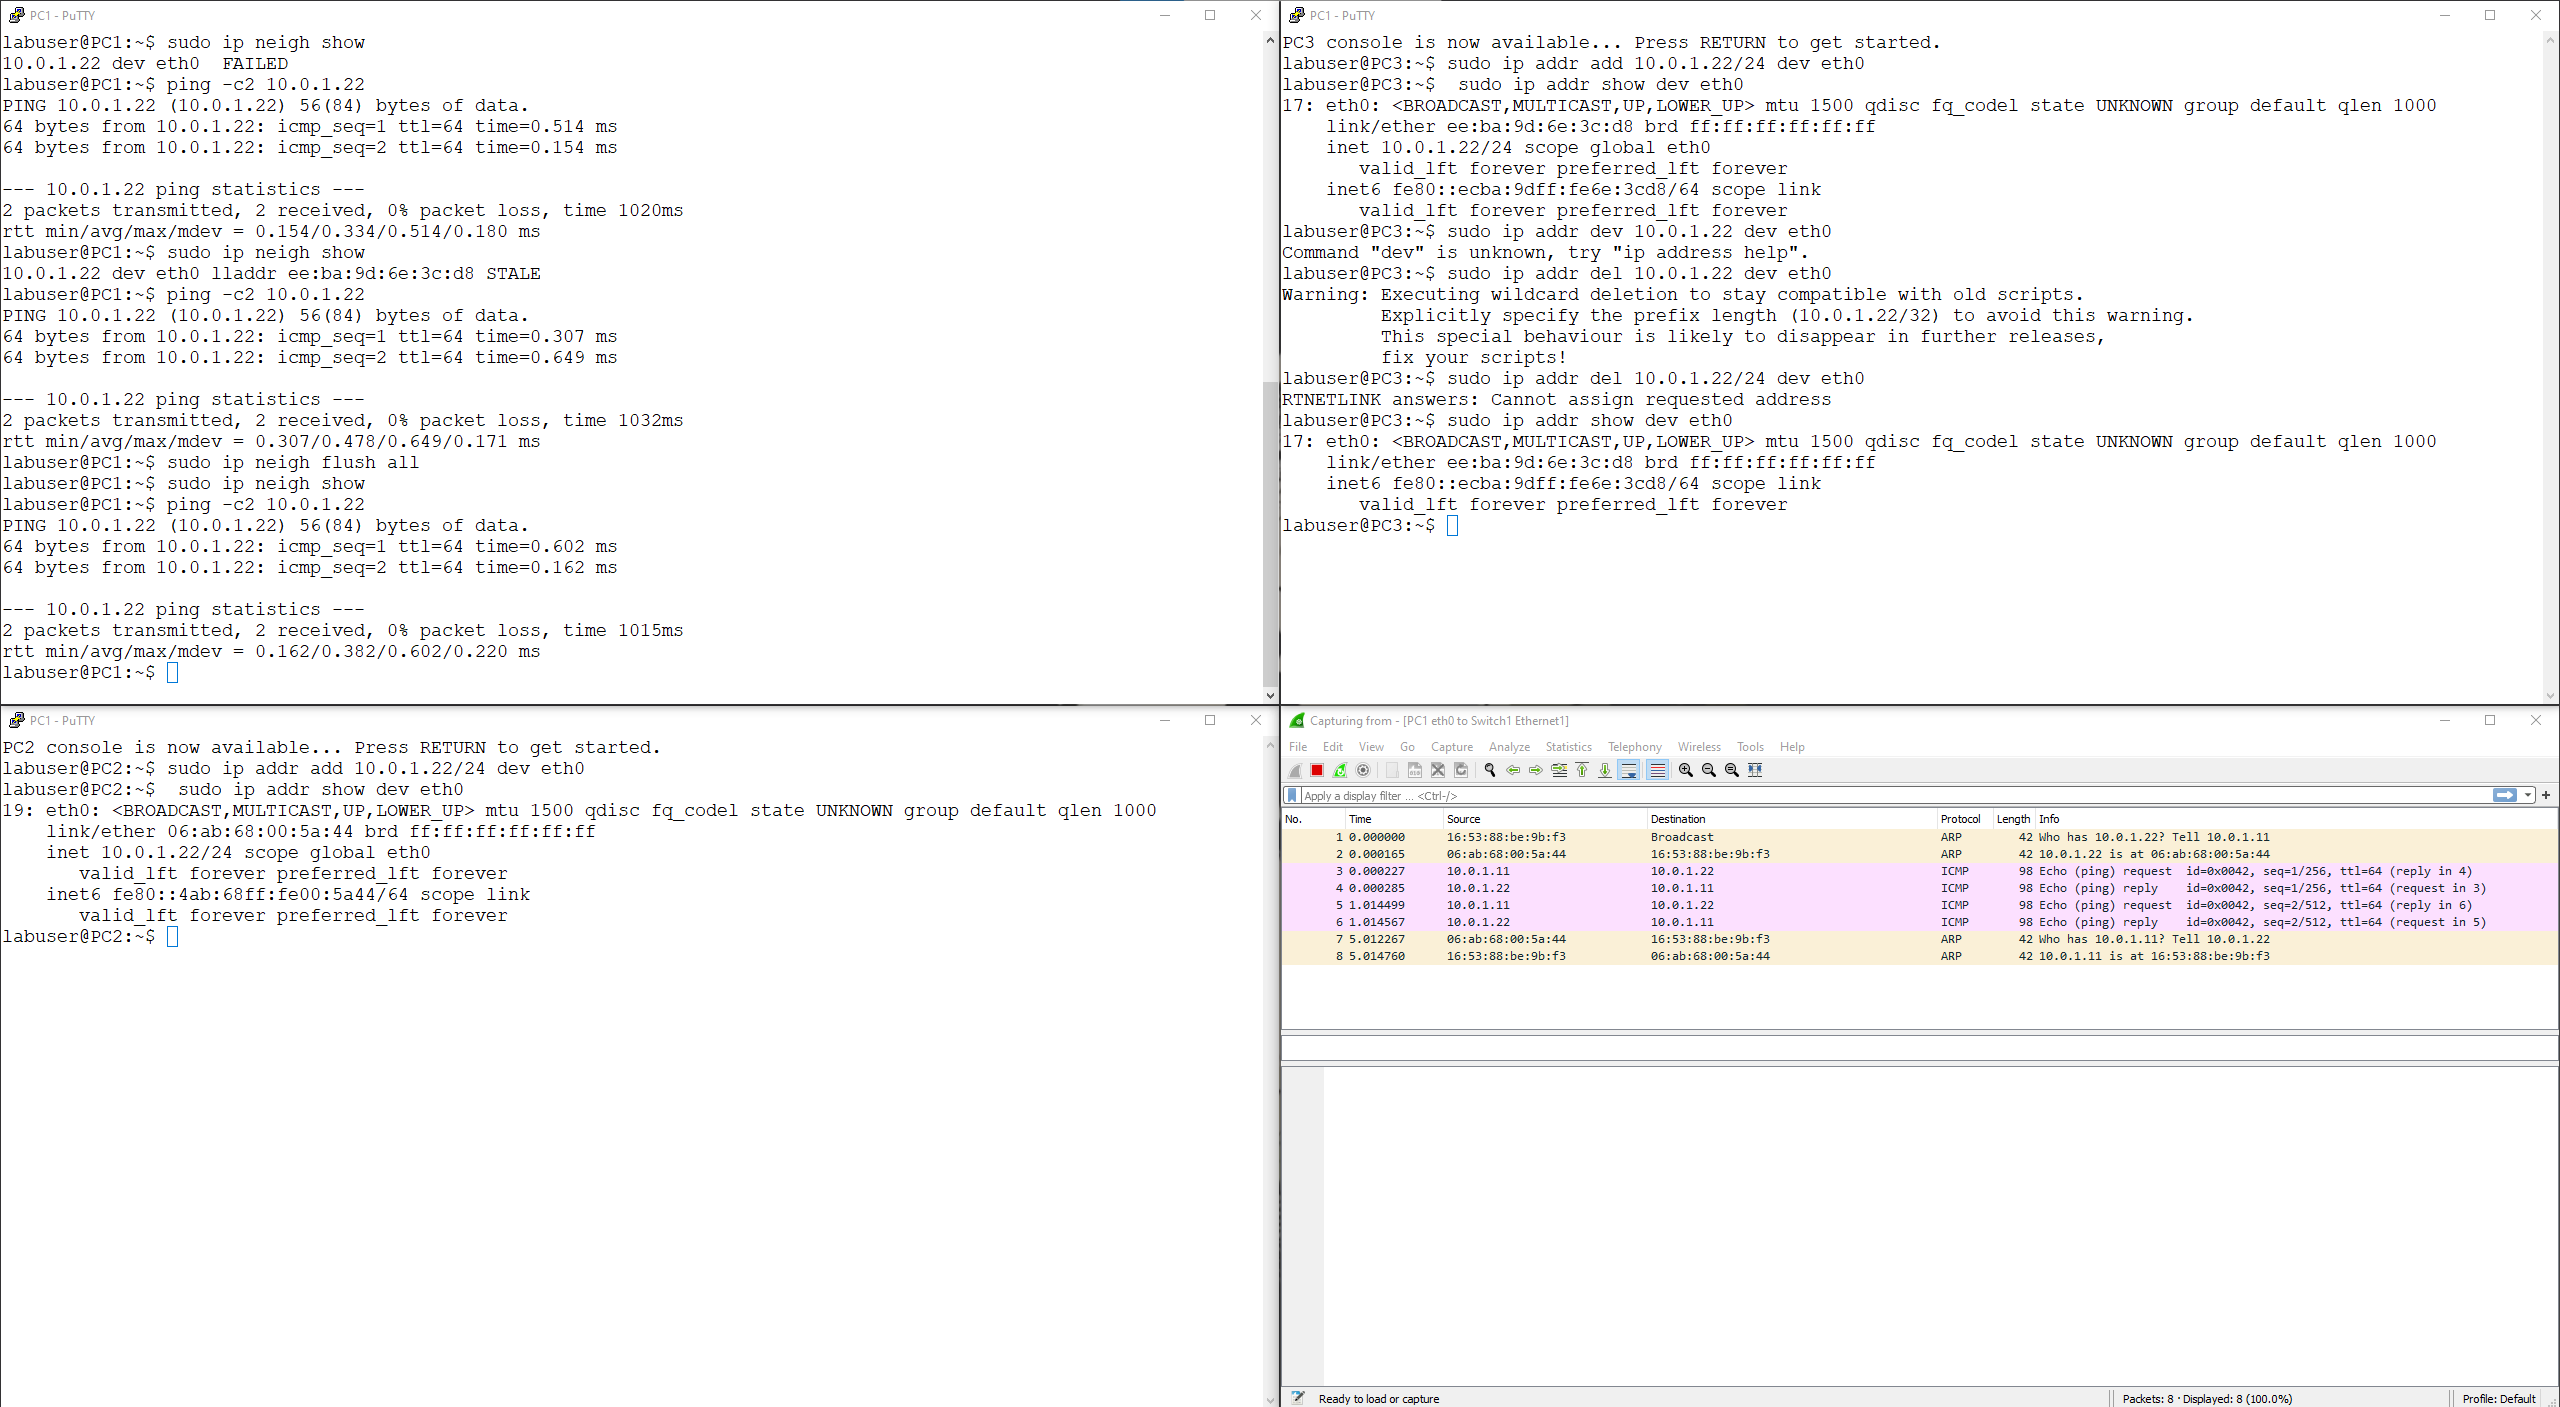 PC1 - PuTTY
labuser@PC1:~$ sudo ip neigh show
10.0.1.22 dev eth0  FAILED
labuser@PC1:~$ ping -c2 10.0.1.22
PING 10.0.1.22 (10.0.1.22) 56(84) bytes of data.
64 bytes from 10.0.1.22: icmp_seq=1 ttl=64 time=0.514 ms
64 bytes from 10.0.1.22: icmp_seq=2 ttl=64 time=0.154 ms
--- 10.0.1.22 ping statistics ---
2 packets transmitted, 2 received, 0% packet loss, time 1020ms
rtt min/avg/max/mdev = 0.154/0.334/0.514/0.180 ms
labuser@PC1:~$ sudo ip neigh show
10.0.1.22 dev eth0 lladdr ee:ba:9d:6e:3c:d8 STALE
labuser@PC1:~$ ping -c2 10.0.1.22
PING 10.0.1.22 (10.0.1.22) 56(84) bytes of data.
64 bytes from 10.0.1.22: icmp_seq=1 ttl=64 time=0.307 ms
64 bytes from 10.0.1.22: icmp_seq=2 ttl=64 time=0.649 ms
--- 10.0.1.22 ping statistics ---
2 packets transmitted, 2 received, 0% packet loss, time 1032ms
rtt min/avg/max/mdev = 0.307/0.478/0.649/0.171 ms
labuser@PC1:~$ sudo ip neigh flush all
labuser@PC1:~$ sudo ip neigh show
labuser@PC1:~$ ping -c2 10.0.1.22
PING 10.0.1.22 (10.0.1.22) 56(84) bytes of data.
64 bytes from 10.0.1.22: icmp_seq=1 ttl=64 time=0.602 ms
64 bytes from 10.0.1.22: icmp_seq=2 ttl=64 time=0.162 ms
--- 10.0.1.22 ping statistics ---
2 packets transmitted, 2 received, 0% packet loss, time 1015ms
rtt min/avg/max/mdev = 0.162/0.382/0.602/0.220 ms
labuser@PC1:~$
PC1 - PuTTY
PC3 console is now available... Press RETURN to get started.
labuser@PC3:~$ sudo ip addr add 10.0.1.22/24 dev eth0
labuser@PC3:~$  sudo ip addr show dev eth0
17: eth0: <BROADCAST,MULTICAST,UP,LOWER_UP> mtu 1500 qdisc fq_codel state UNKNOWN group default qlen 1000
link/ether ee:ba:9d:6e:3c:d8 brd ff:ff:ff:ff:ff:ff
inet 10.0.1.22/24 scope global eth0
valid_lft forever preferred_lft forever
inet6 fe80::ecba:9dff:fe6e:3cd8/64 scope link
valid_lft forever preferred_lft forever
labuser@PC3:~$ sudo ip addr dev 10.0.1.22 dev eth0
Command "dev" is unknown, try "ip address help".
labuser@PC3:~$ sudo ip addr del 10.0.1.22 dev eth0
Warning: Executing wildcard deletion to stay compatible with old scripts.
Explicitly specify the prefix length (10.0.1.22/32) to avoid this warning.
This special behaviour is likely to disappear in further releases,
fix your scripts!
labuser@PC3:~$ sudo ip addr del 10.0.1.22/24 dev eth0
RTNETLINK answers: Cannot assign requested address
labuser@PC3:~$ sudo ip addr show dev eth0
17: eth0: <BROADCAST,MULTICAST,UP,LOWER_UP> mtu 1500 qdisc fq_codel state UNKNOWN group default qlen 1000
link/ether ee:ba:9d:6e:3c:d8 brd ff:ff:ff:ff:ff:ff
inet6 fe80::ecba:9dff:fe6e:3cd8/64 scope link
valid_lft forever preferred_lft forever
labuser@PC3:~$
PC1 - PuTTY
PC2 console is now available... Press RETURN to get started.
labuser@PC2:~$ sudo ip addr add 10.0.1.22/24 dev eth0
labuser@PC2:~$  sudo ip addr show dev eth0
19: eth0: <BROADCAST,MULTICAST,UP,LOWER_UP> mtu 1500 qdisc fq_codel state UNKNOWN group default qlen 1000
link/ether 06:ab:68:00:5a:44 brd ff:ff:ff:ff:ff:ff
inet 10.0.1.22/24 scope global eth0
valid_lft forever preferred_lft forever
inet6 fe80::4ab:68ff:fe00:5a44/64 scope link
valid_lft forever preferred_lft forever
labuser@PC2:~$
Capturing from - [PC1 eth0 to Switch1 Ethernet1]
File Edit View Go Capture Analyze Statistics Telephony Wireless Tools Help
Apply a display filter ... <Ctrl-/>
No. Time Source Destination Protocol Length Info
1 0.000000 16:53:88:be:9b:f3 Broadcast ARP 42 Who has 10.0.1.22? Tell 10.0.1.11
2 0.000165 06:ab:68:00:5a:44 16:53:88:be:9b:f3 ARP 42 10.0.1.22 is at 06:ab:68:00:5a:44
3 0.000227 10.0.1.11 10.0.1.22 ICMP 98 Echo (ping) request id=0x0042, seq=1/256, ttl=64 (reply in 4)
4 0.000285 10.0.1.22 10.0.1.11 ICMP 98 Echo (ping) reply id=0x0042, seq=1/256, ttl=64 (request in 3)
5 1.014499 10.0.1.11 10.0.1.22 ICMP 98 Echo (ping) request id=0x0042, seq=2/512, ttl=64 (reply in 6)
6 1.014567 10.0.1.22 10.0.1.11 ICMP 98 Echo (ping) reply id=0x0042, seq=2/512, ttl=64 (request in 5)
7 5.012267 06:ab:68:00:5a:44 16:53:88:be:9b:f3 ARP 42 Who has 10.0.1.11? Tell 10.0.1.22
8 5.014760 16:53:88:be:9b:f3 06:ab:68:00:5a:44 ARP 42 10.0.1.11 is at 16:53:88:be:9b:f3
Ready to load or capture Packets: 8 · Displayed: 8 (100.0%) Profile: Default